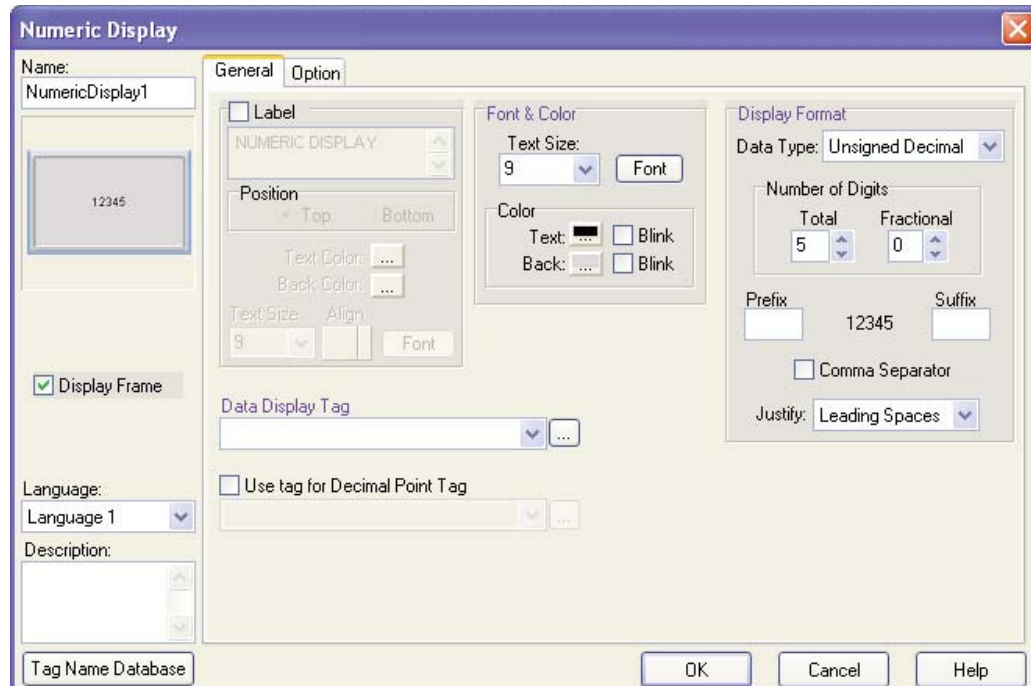 Numeric Display
Name:
NumericDisplay1
12345
Display Frame
Language:
Language 1
Description:
Tag Name Database
General
Option
Label
NUMERIC DISPLAY
Position
Top
Bottom
Text Color: ...
Back Color: ...
Text Size
Align
9
Font
Font & Color
Text Size:
9
Font
Color
Text: ...
Blink
Back: ...
Blink
Display Format
Data Type: Unsigned Decimal
Number of Digits
Total
Fractional
5
0
Prefix
Suffix
12345
Comma Separator
Justify: Leading Spaces
Data Display Tag
...
Use tag for Decimal Point Tag
...
OK
Cancel
Help